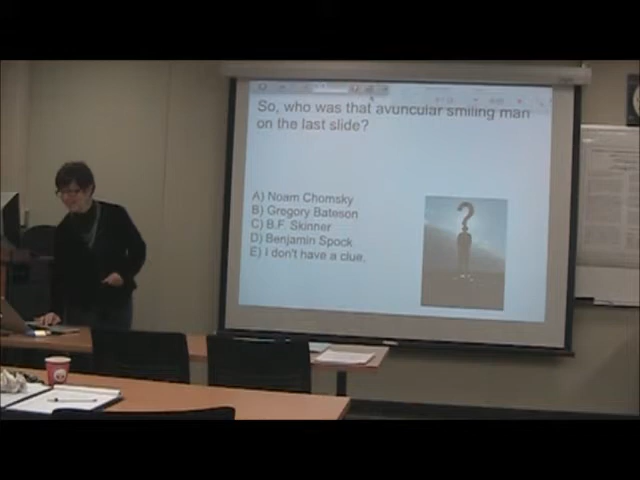 So, who was that avuncular smiling man
on the last slide?
A) Noam Chomsky
B) Gregory Bateson
C) B.F. Skinner
D) Benjamin Spock
E) I don't have a clue.